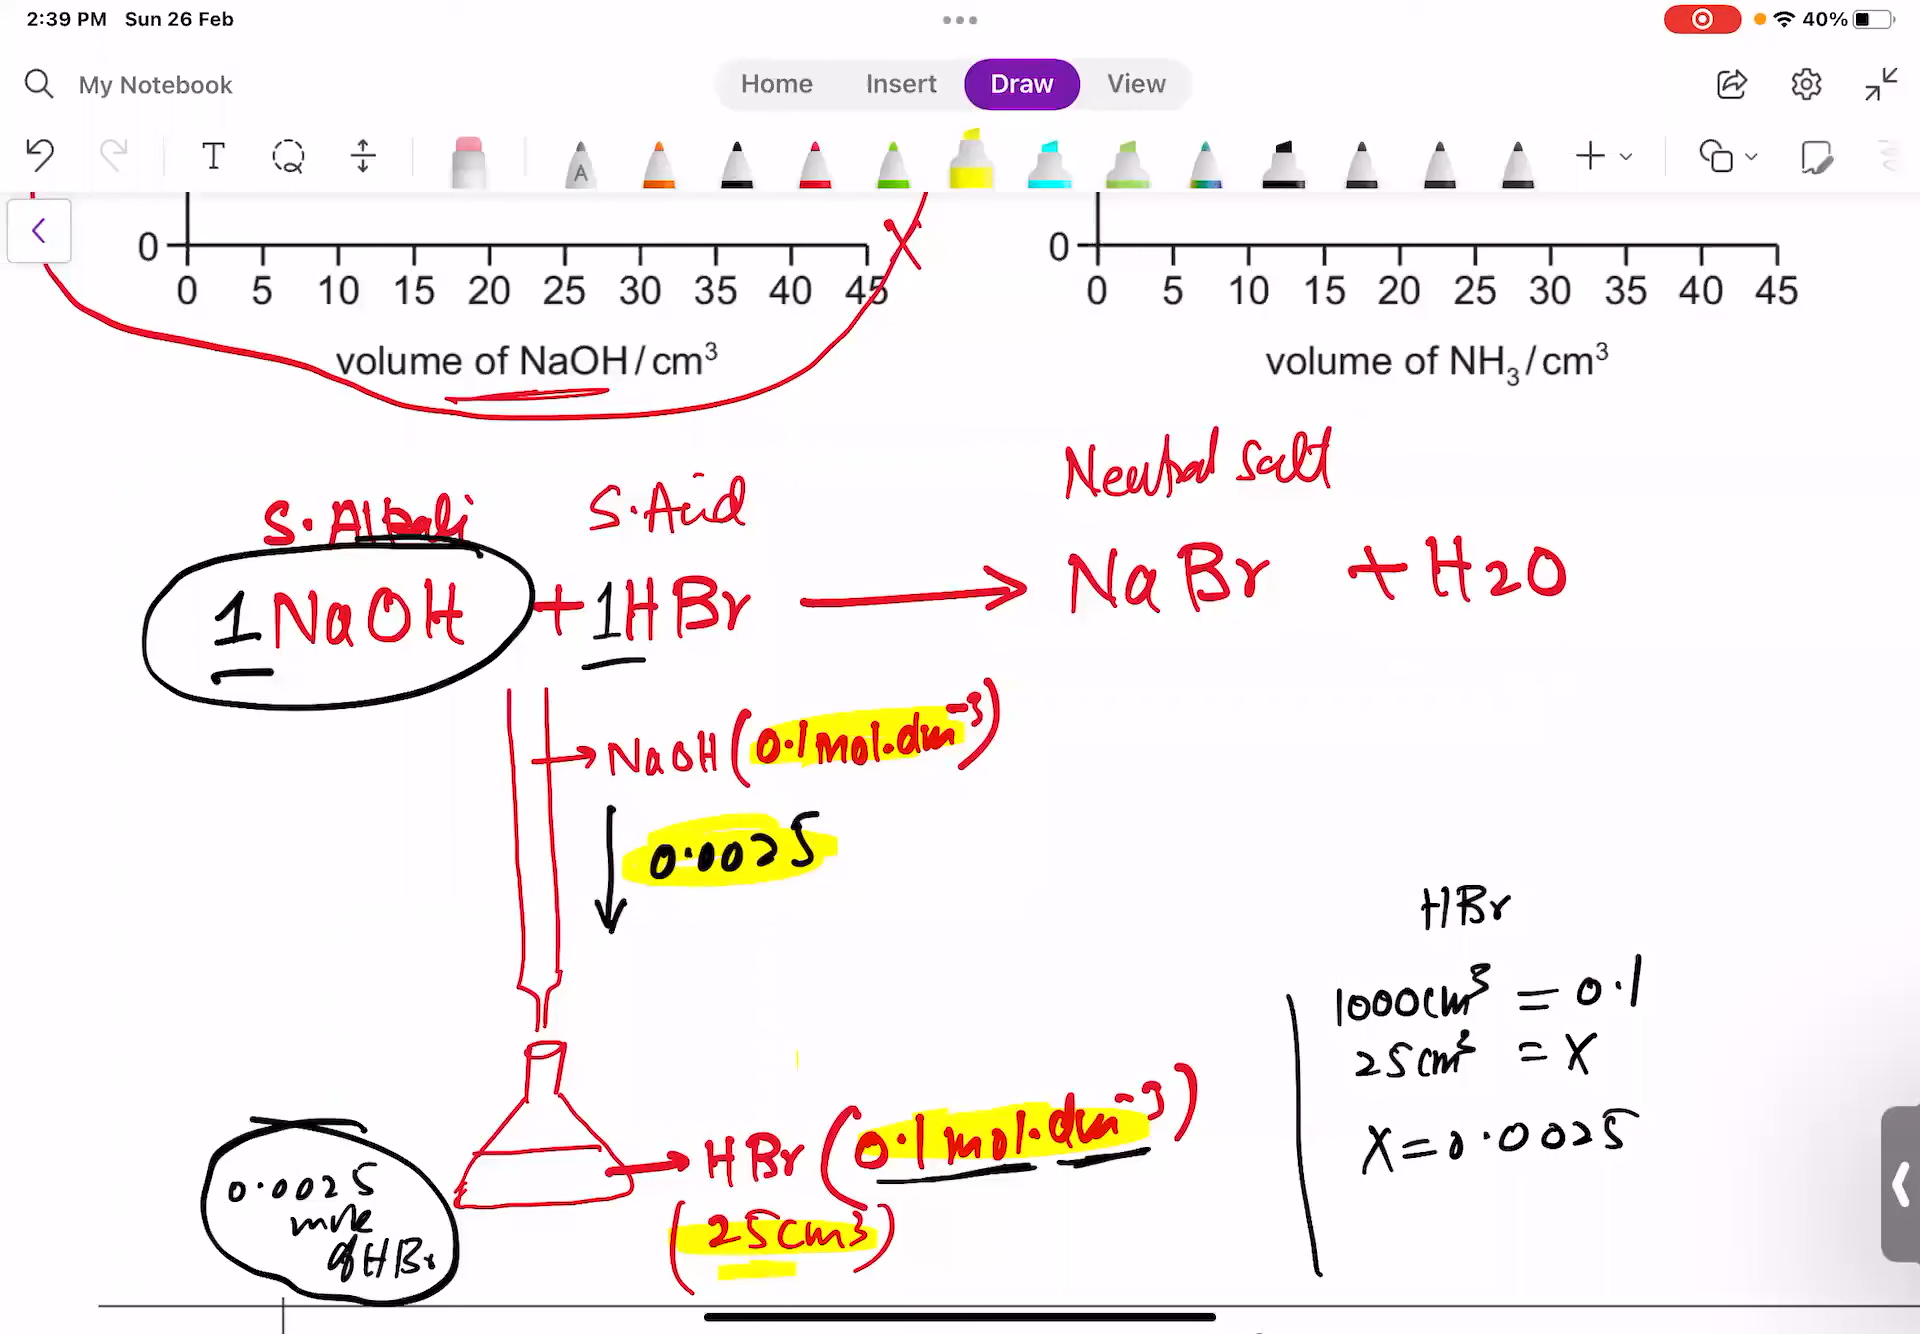 2:39 PM Sun 26 Feb
40%
My Notebook
Home Insert Draw View
T
A
0
0 5 10 15 20 25 30 35 40 45
volume of NaOH/cm³
0
0 5 10 15 20 25 30 35 40 45
volume of NH₃/cm³
S. Alkali S. Acid Neutral salt
1 NaOH + 1 HBr → NaBr + H2O
→ NaOH (0.1 mol.dm⁻³)
0.0025
HBr
1000cm³ = 0.1
25cm³ = X
X = 0.0025
→ HBr (0.1 mol.dm⁻³)
(25cm³)
0.0025
mole
of HBr